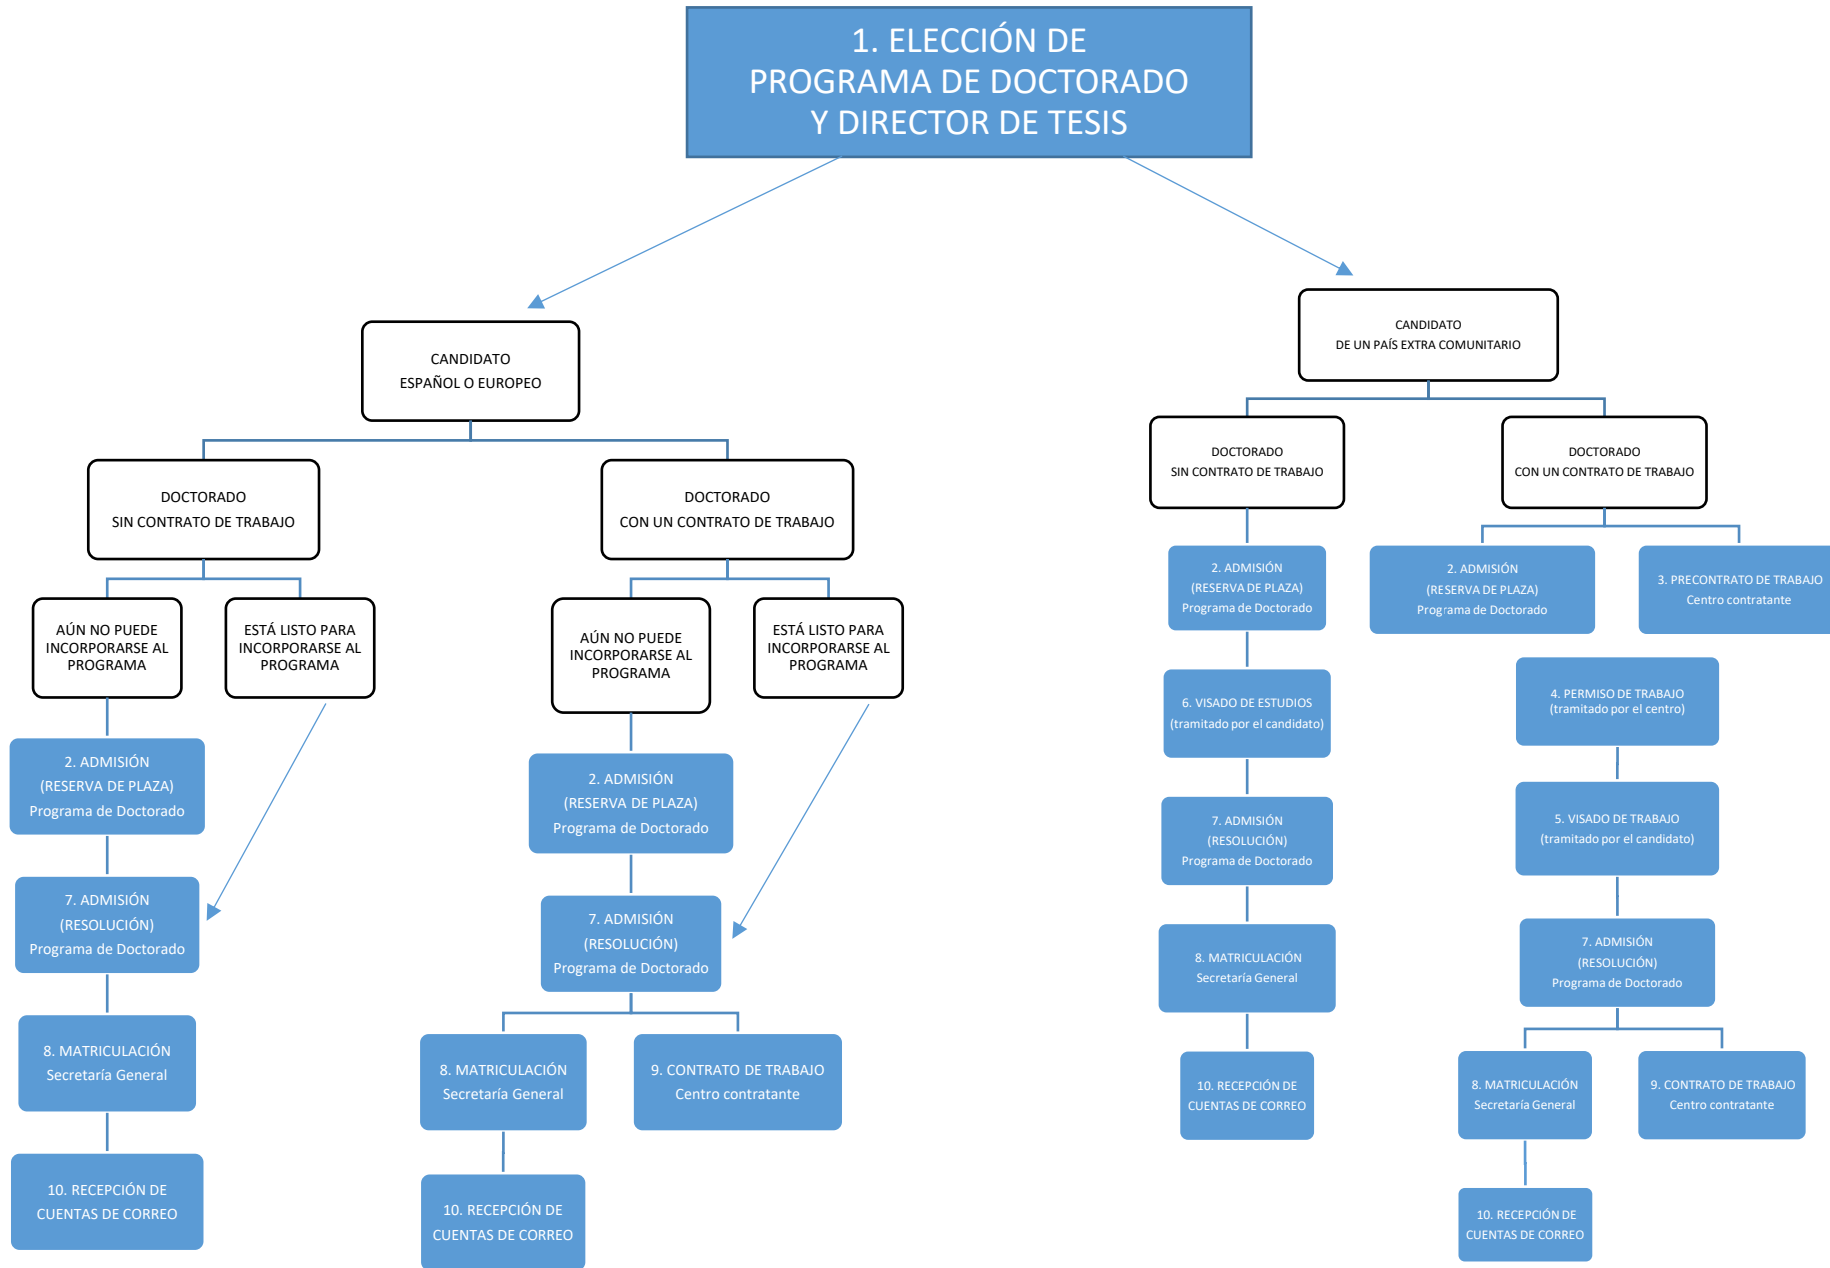 1. ELECCIÓN DE
PROGRAMA DE DOCTORADO
Y DIRECTOR DE TESIS
CANDIDATO
ESPAÑOL O EUROPEO
DOCTORADO
SIN CONTRATO DE TRABAJO
DOCTORADO
CON UN CONTRATO DE TRABAJO
AÚN NO PUEDE
INCORPORARSE AL
PROGRAMA
ESTÁ LISTO PARA
INCORPORARSE AL
PROGRAMA
AÚN NO PUEDE
INCORPORARSE AL
PROGRAMA
ESTÁ LISTO PARA
INCORPORARSE AL
PROGRAMA
2. ADMISIÓN
(RESERVA DE PLAZA)
Programa de Doctorado
7. ADMISIÓN
(RESOLUCIÓN)
Programa de Doctorado
8. MATRICULACIÓN
Secretaría General
10. RECEPCIÓN DE
CUENTAS DE CORREO
2. ADMISIÓN
(RESERVA DE PLAZA)
Programa de Doctorado
7. ADMISIÓN
(RESOLUCIÓN)
Programa de Doctorado
8. MATRICULACIÓN
Secretaría General
9. CONTRATO DE TRABAJO
Centro contratante
10. RECEPCIÓN DE
CUENTAS DE CORREO
CANDIDATO
DE UN PAÍS EXTRA COMUNITARIO
DOCTORADO
SIN CONTRATO DE TRABAJO
DOCTORADO
CON UN CONTRATO DE TRABAJO
2. ADMISIÓN
(RESERVA DE PLAZA)
Programa de Doctorado
6. VISADO DE ESTUDIOS
(tramitado por el candidato)
7. ADMISIÓN
(RESOLUCIÓN)
Programa de Doctorado
8. MATRICULACIÓN
Secretaría General
10. RECEPCIÓN DE
CUENTAS DE CORREO
2. ADMISIÓN
(RESERVA DE PLAZA)
Programa de Doctorado
3. PRECONTRATO DE TRABAJO
Centro contratante
4. PERMISO DE TRABAJO
(tramitado por el centro)
5. VISADO DE TRABAJO
(tramitado por el candidato)
7. ADMISIÓN
(RESOLUCIÓN)
Programa de Doctorado
8. MATRICULACIÓN
Secretaría General
9. CONTRATO DE TRABAJO
Centro contratante
10. RECEPCIÓN DE
CUENTAS DE CORREO